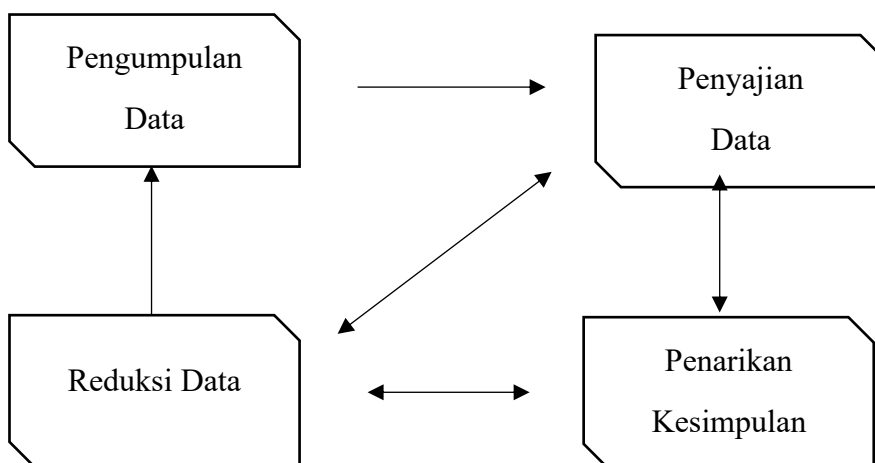 Pengumpulan
Data
Penyajian
Data
Reduksi Data
Penarikan
Kesimpulan